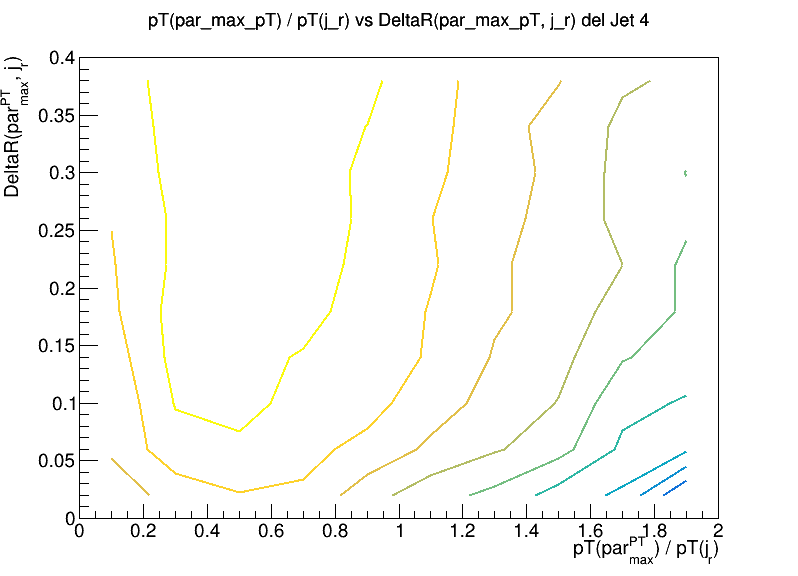 pT(par_max_pT) / pT(j_r) vs DeltaR(par_max_pT, j_r) del Jet 4
DeltaR(par^PT_max, j_r)
0.4
0.35
0.3
0.25
0.2
0.15
0.1
0.05
0
0 0.2 0.4 0.6 0.8 1 1.2 1.4 1.6 1.8 2
pT(par^PT_max) / pT(j_r)